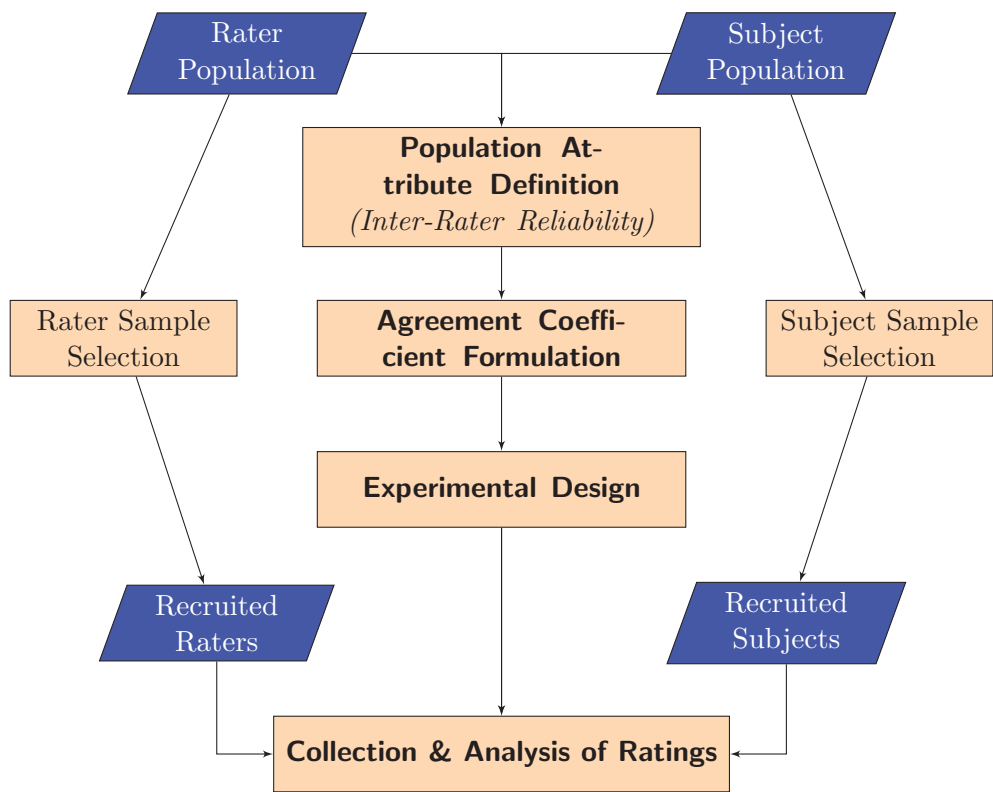 Rater
Population
Subject
Population
Population At-
tribute Definition
(Inter-Rater Reliability)
Rater Sample
Selection
Agreement Coeffi-
cient Formulation
Subject Sample
Selection
Experimental Design
Recruited
Raters
Recruited
Subjects
Collection & Analysis of Ratings